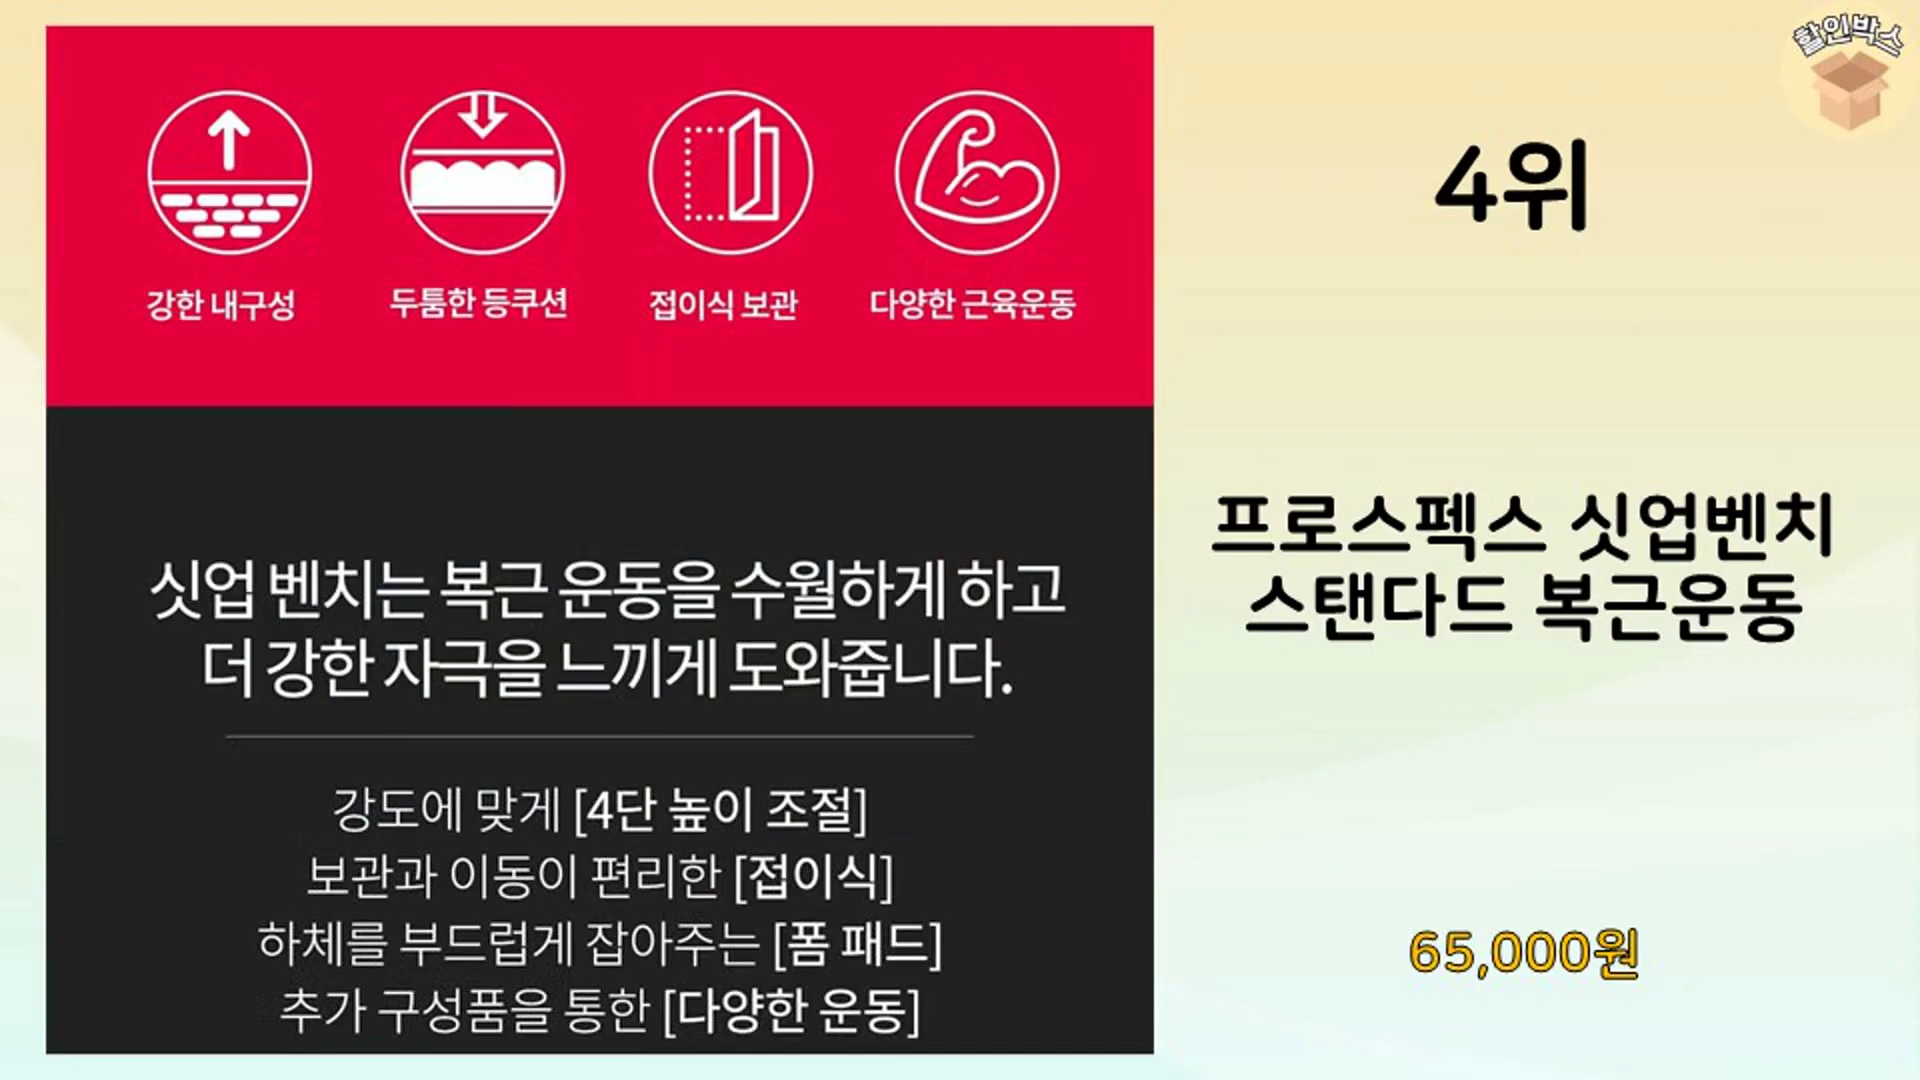 강한 내구성
두툼한 등쿠션
접이식 보관
다양한 근육운동
싯업 벤치는 복근 운동을 수월하게 하고
더 강한 자극을 느끼게 도와줍니다.
강도에 맞게 [4단 높이 조절]
보관과 이동이 편리한 [접이식]
하체를 부드럽게 잡아주는 [폼 패드]
추가 구성품을 통한 [다양한 운동]
할인박스
4위
프로스펙스 싯업벤치
스탠다드 복근운동
65,000원